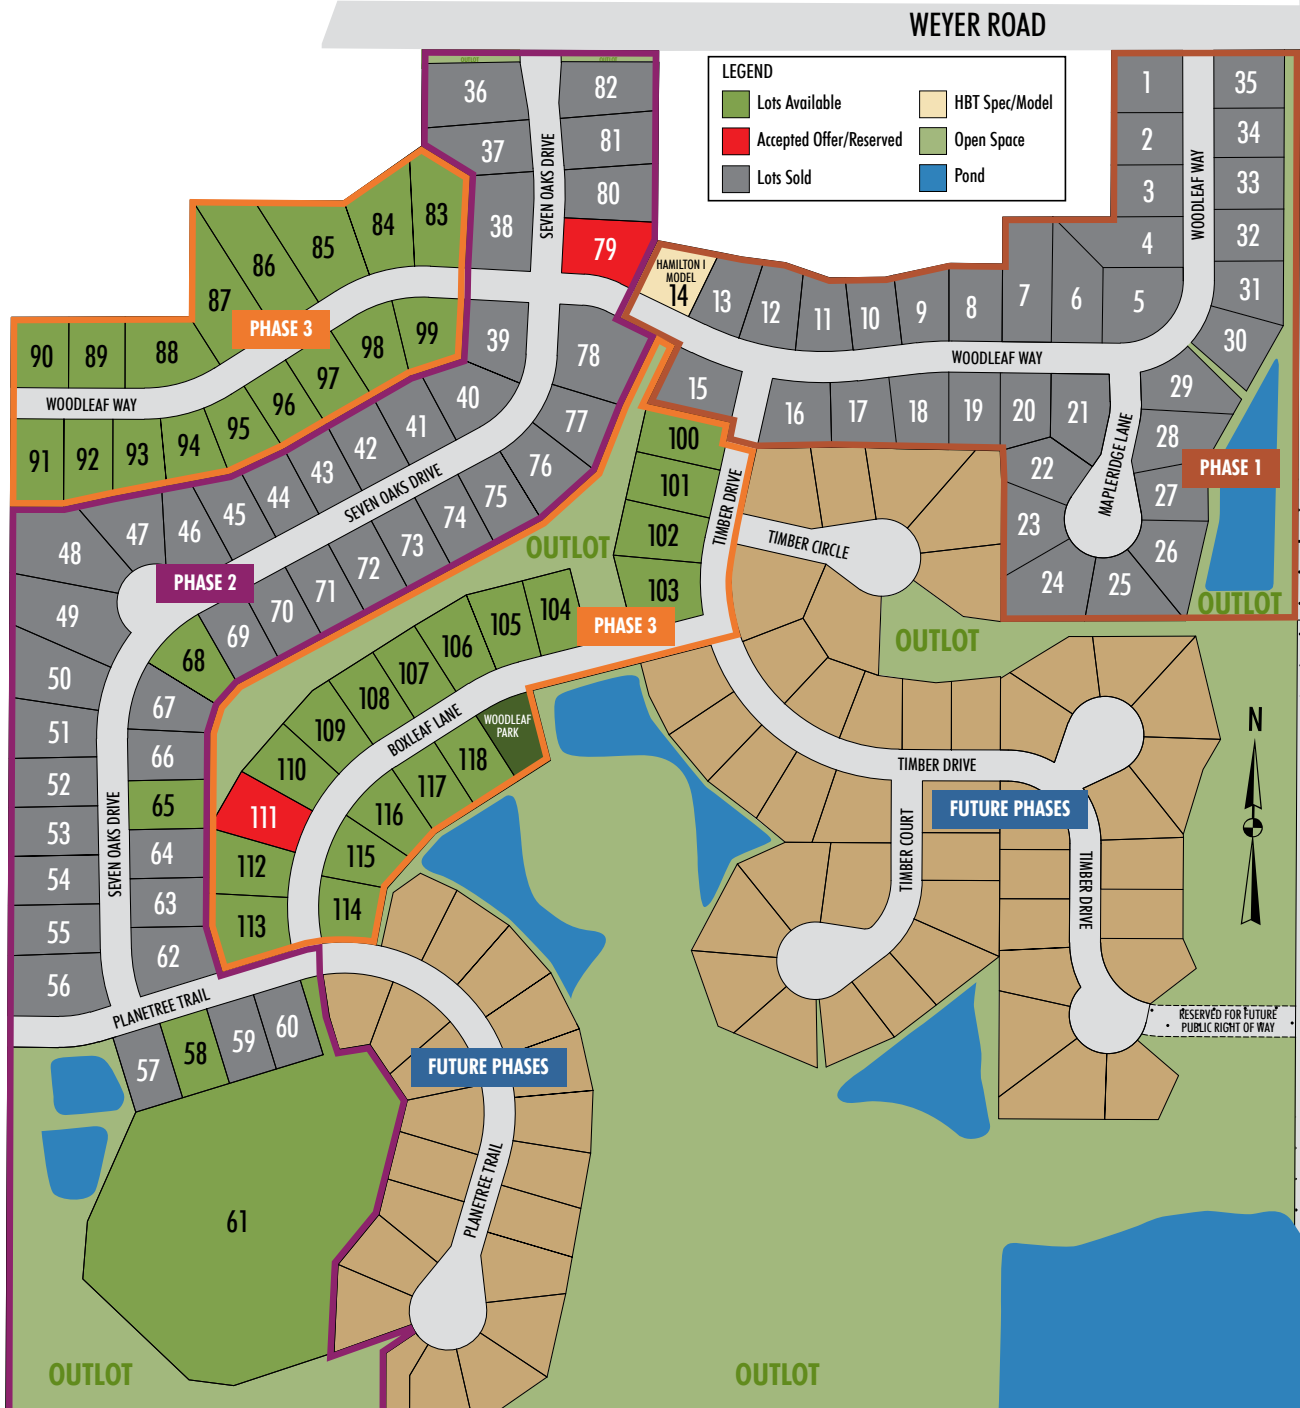 WEYER ROAD
OUTLOT
OUTLOT
LEGEND
Lots Available
HBT Spec/Model
Accepted Offer/Reserved
Open Space
Lots Sold
Pond
36
82
37
81
38
80
79
SEVEN OAKS DRIVE
1
35
2
34
3
33
4
32
5
31
30
WOODLEAF WAY
83
84
85
86
87
88
89
90
PHASE 3
WOODLEAF WAY
91
92
93
94
95
96
97
98
99
HAMILTON I
MODEL
14
13
12
11
10
9
8
7
6
WOODLEAF WAY
15
16
17
18
19
20
21
22
23
24
25
26
27
28
29
MAPLERIDGE LANE
PHASE 1
OUTLOT
39
78
40
77
41
76
42
75
43
74
44
73
45
72
46
71
47
70
48
69
49
68
SEVEN OAKS DRIVE
PHASE 2
100
101
102
103
TIMBER DRIVE
TIMBER CIRCLE
OUTLOT
OUTLOT
PHASE 3
104
105
106
107
108
109
110
111
112
113
BOXLEAF LANE
WOODLEAF
PARK
118
117
116
115
114
50
67
51
66
52
65
53
64
54
63
55
62
56
SEVEN OAKS DRIVE
PLANETREE TRAIL
57
58
59
60
61
TIMBER DRIVE
FUTURE PHASES
TIMBER COURT
TIMBER DRIVE
N
RESERVED FOR FUTURE
PUBLIC RIGHT OF WAY
FUTURE PHASES
PLANETREE TRAIL
OUTLOT
OUTLOT